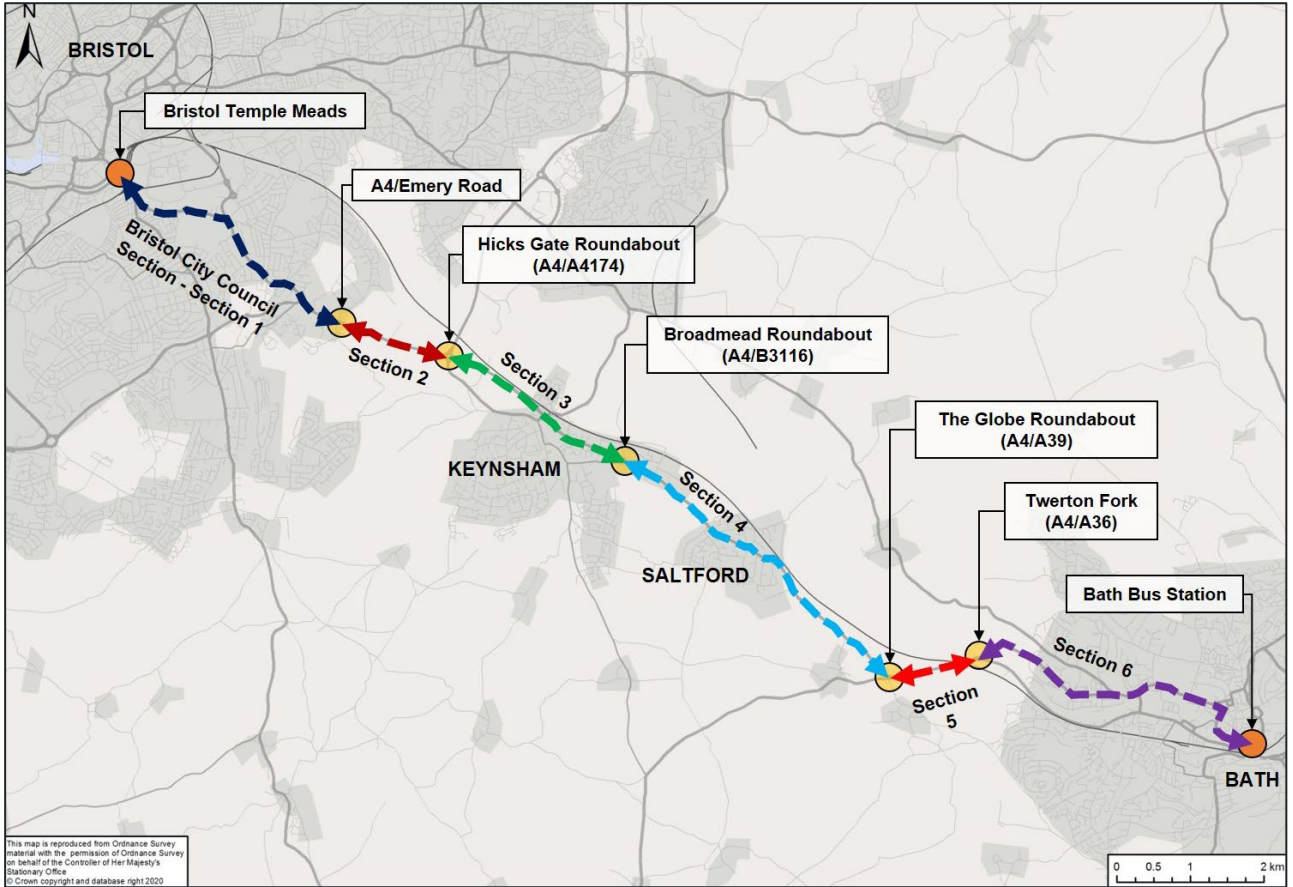 N
BRISTOL
Bristol Temple Meads
A4/Emery Road
Hicks Gate Roundabout
(A4/A4174)
Bristol City Council
Section - Section 1
Section 2
Section 3
Broadmead Roundabout
(A4/B3116)
KEYNSHAM
Section 4
The Globe Roundabout
(A4/A39)
Twerton Fork
(A4/A36)
SALTFORD
Bath Bus Station
Section 6
Section
5
BATH
This map is reproduced from Ordnance Survey
material with the permission of Ordnance Survey
on behalf of the Controller of Her Majesty's
Stationary Office
© Crown copyright and database right 2020
0 0.5 1 2 km